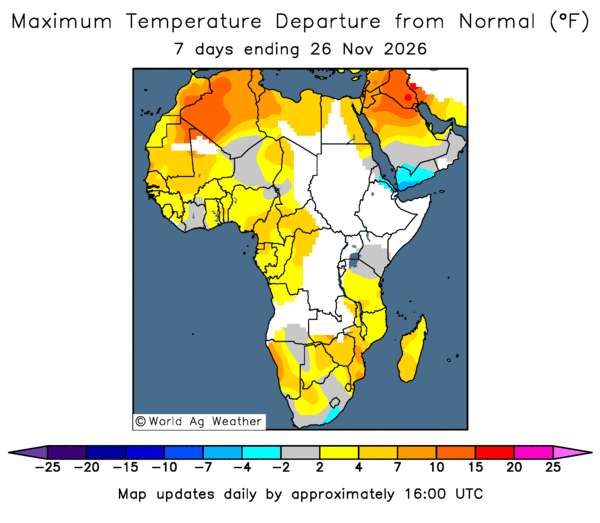 Maximum Temperature Departure from Normal (°F)
7 days ending 26 Nov 2026
© World Ag Weather
-25 -20 -15 -10 -7 -4 -2 2 4 7 10 15 20 25
Map updates daily by approximately 16:00 UTC